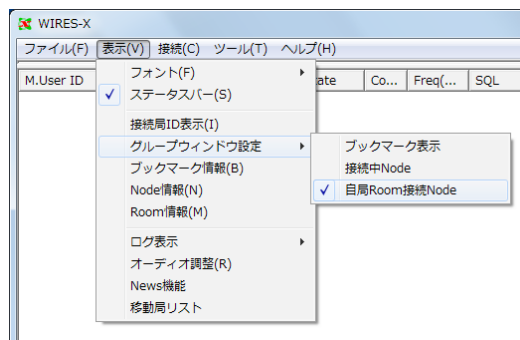 WIRES-X
ファイル(F) 表示(V) 接続(C) ツール(T) ヘルプ(H)
M.User ID ate Co... Freq(... SQL
フォント(F)
ステータスバー(S)
接続局ID表示(I)
グループウィンドウ設定
ブックマーク情報(B)
Node情報(N)
Room情報(M)
ログ表示
オーディオ調整(R)
News機能
移動局リスト
ブックマーク表示
接続中Node
自局Room接続Node